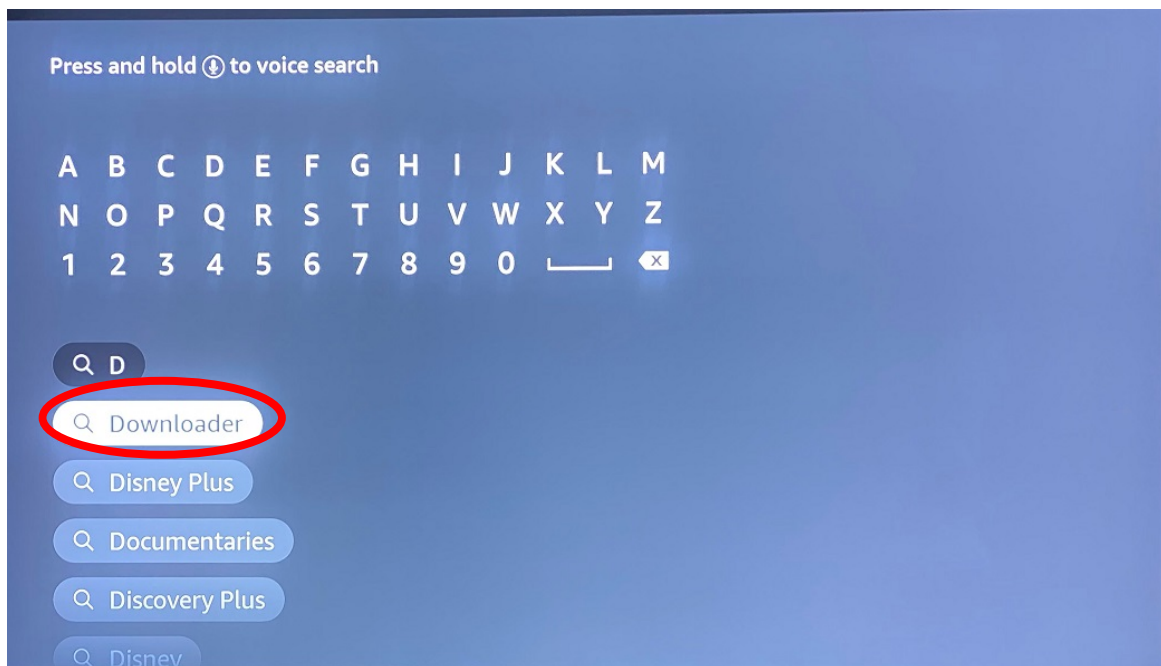 Press and hold to voice search
A B C D E F G H I J K L M
N O P Q R S T U V W X Y Z
1 2 3 4 5 6 7 8 9 0
D
Downloader
Disney Plus
Documentaries
Discovery Plus
Disney